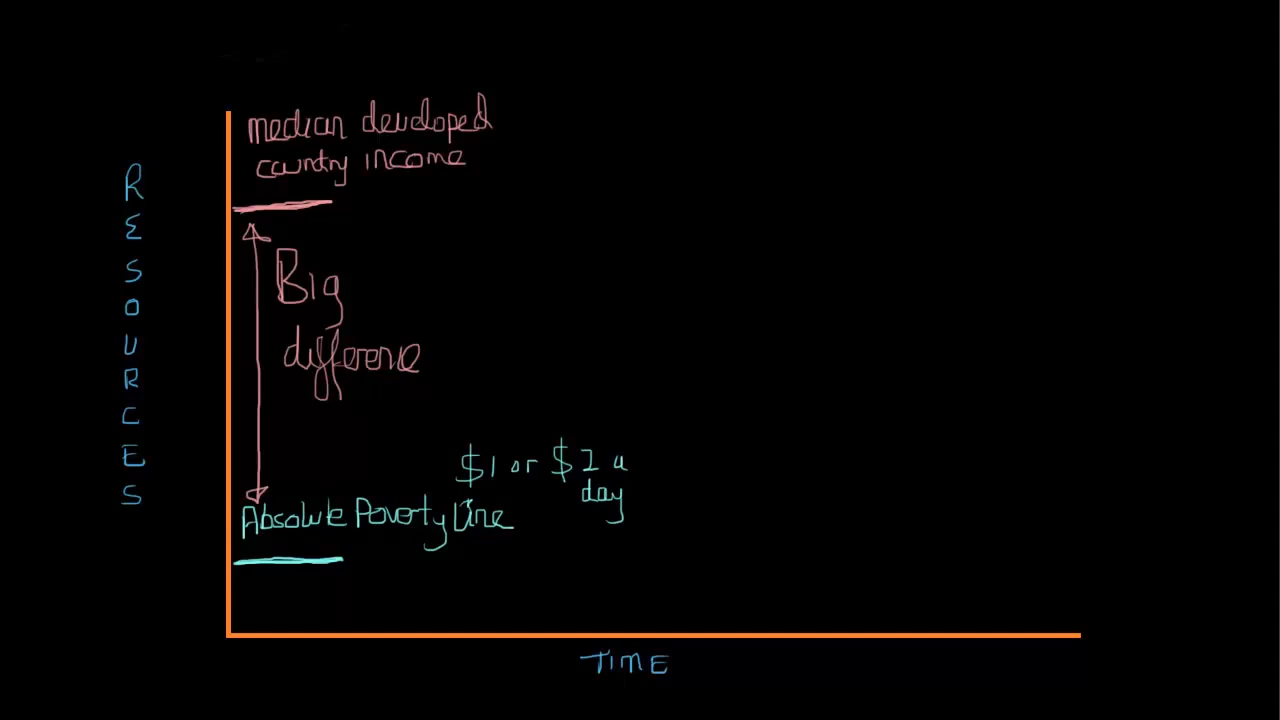 median developed
country income
RESOURCES
Big
difference
$1 or $2 a
day
Absolute Poverty Line
TIME